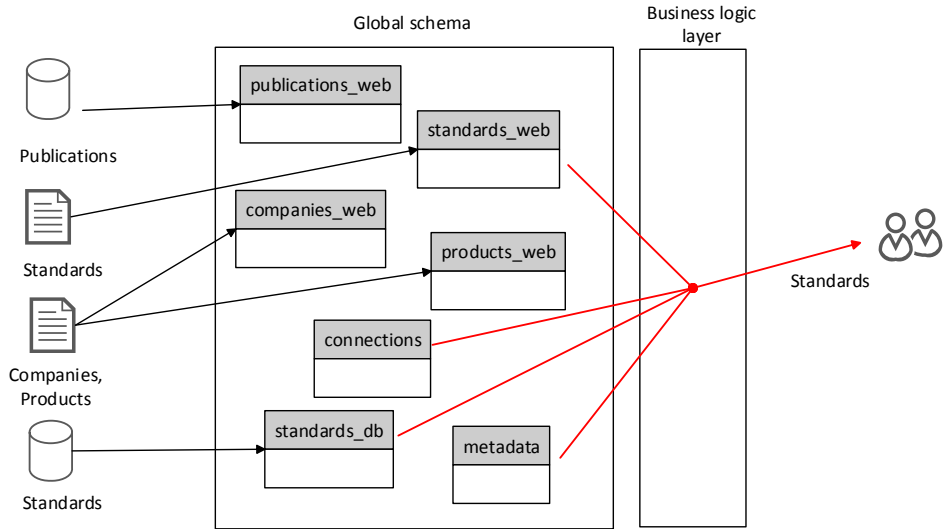 Global schema
Business logic
layer
publications_web
standards_web
Publications
companies_web
Standards
products_web
Standards
connections
Companies,
Products
standards_db
metadata
Standards